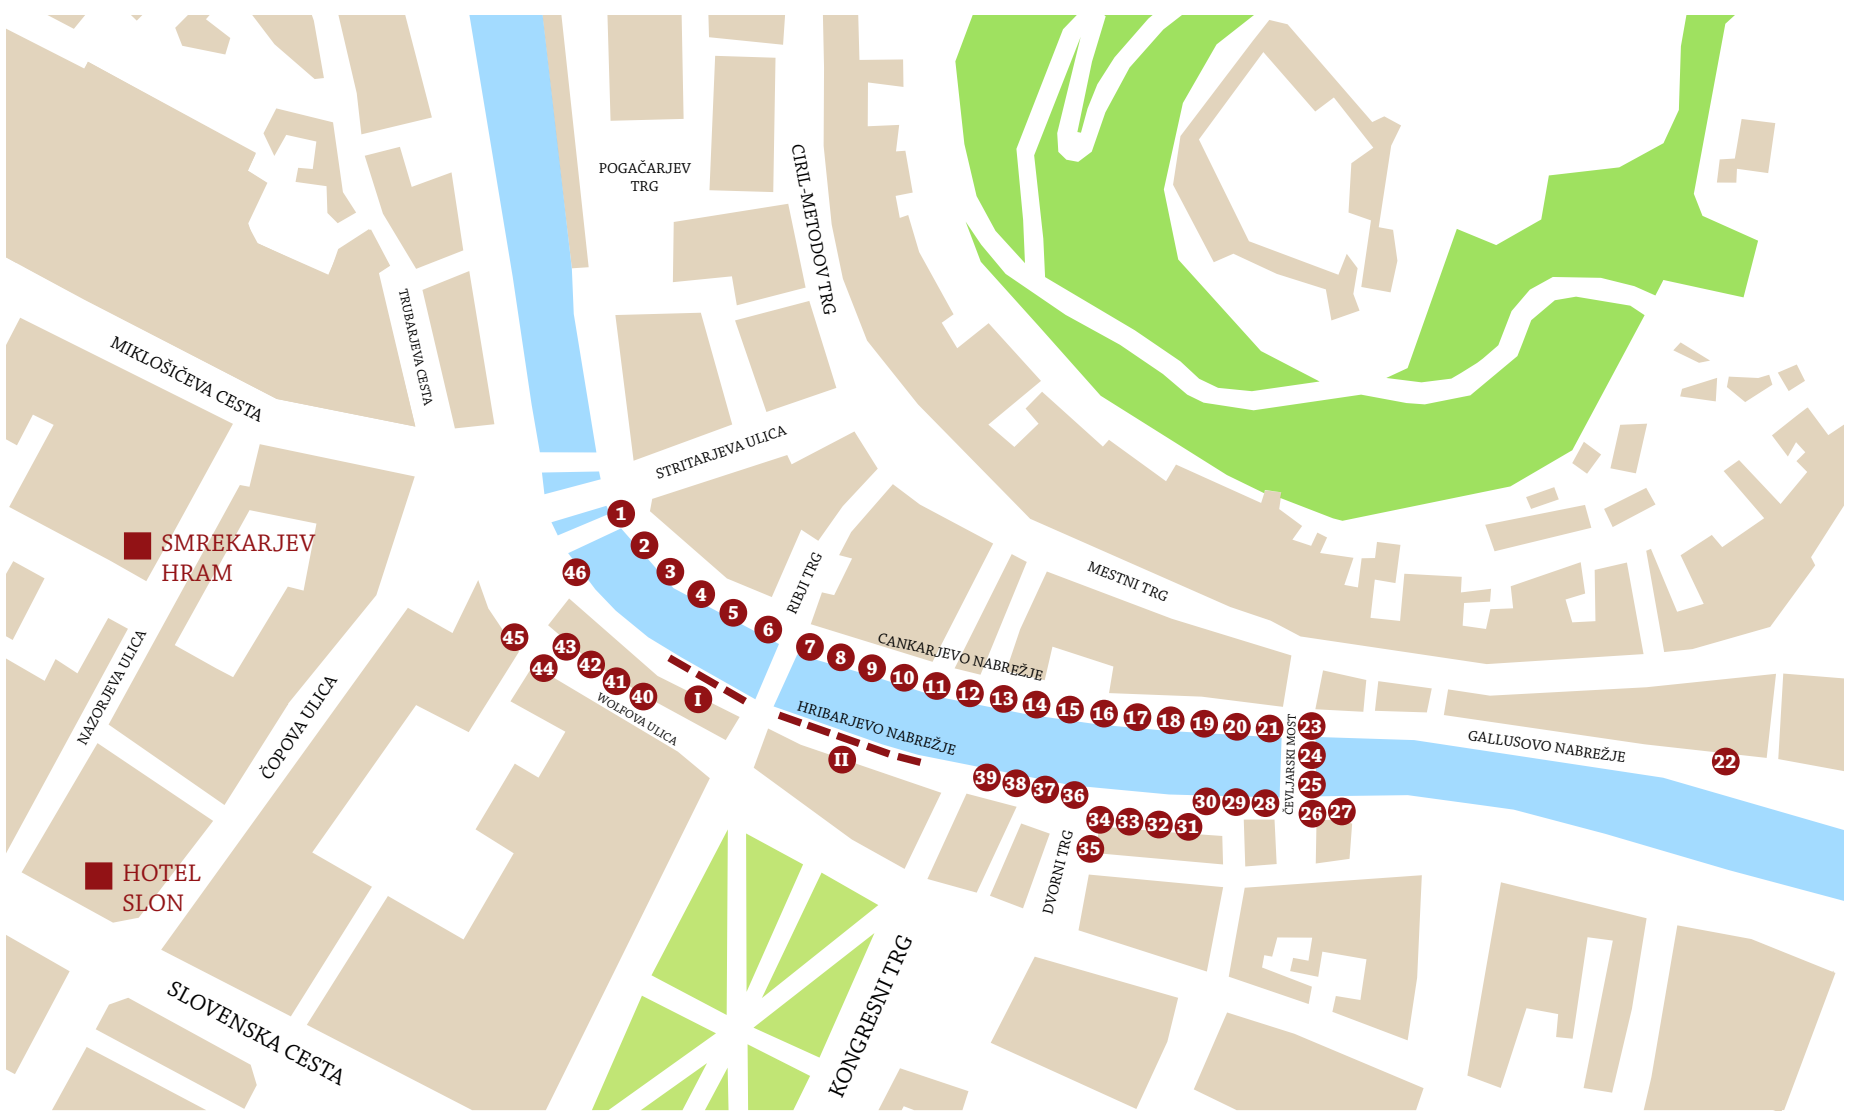 POGAČARJEV
TRG
CIRIL-METODOV TRG
TRUBARJEVA CESTA
MIKLOŠIČEVA CESTA
STRITARJEVA ULICA
SMREKARJEV
HRAM
RIBJI TRG
MESTNI TRG
NAZORJEVA ULICA
ČOPOVA ULICA
WOLFOVA ULICA
CANKARJEVO NABREŽJE
HRIBARJEVO NABREŽJE
ČEVLJARSKI MOST
GALLUSOVO NABREŽJE
DVORNI TRG
HOTEL
SLON
SLOVENSKA CESTA
KONGRESNI TRG
1
2
3
4
5
6
7
8
9
10
11
12
13
14
15
16
17
18
19
20
21
22
23
24
25
26
27
28
29
30
31
32
33
34
35
36
37
38
39
40
41
42
43
44
45
46
I
II